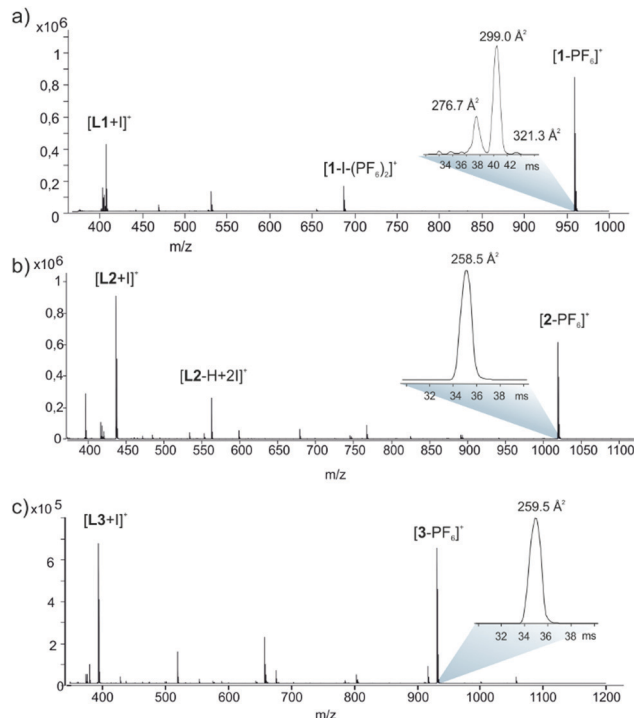 a) x10⁶
299.0 Å²
[1-PF₆]⁺
276.7 Å²
321.3 Å²
[L1+I]⁺
[1-I-(PF₆)₂]⁺
34 36 38 40 42 ms
1
0,8
0,6
0,4
0,2
0
400 450 500 550 600 650 700 750 800 850 900 950 1000
m/z
b) x10⁶
[L2+I]⁺
258.5 Å²
[2-PF₆]⁺
[L2-H+2I]⁺
32 34 36 38 ms
1
0,8
0,6
0,4
0,2
0
400 450 500 550 600 650 700 750 800 850 900 950 1000 1050 1100
m/z
c) x10⁵
[L3+I]⁺
[3-PF₆]⁺
259.5 Å²
32 34 36 38 ms
6
4
2
0
400 500 600 700 800 900 1000 1100 1200
m/z